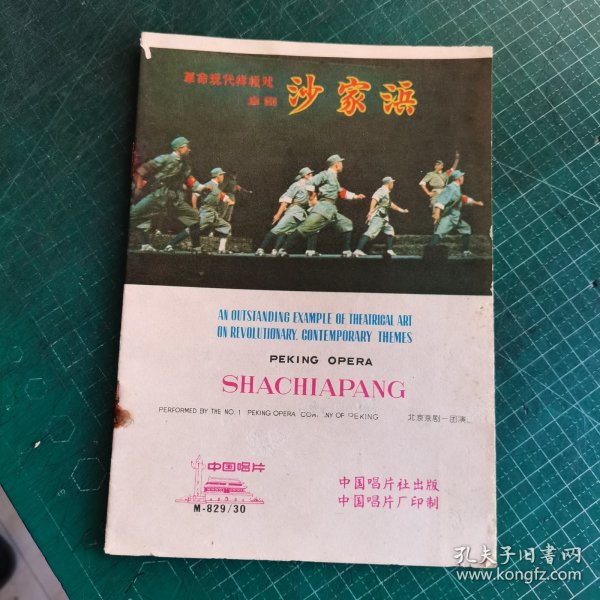 革命现代样板戏
京剧 沙家浜
AN OUTSTANDING EXAMPLE OF THEATRICAL ART
ON REVOLUTIONARY, CONTEMPORARY THEMES
PEKING OPERA
SHACHIAPANG
PERFORMED BY THE NO. 1 PEKING OPERA COMPANY OF PEKING 北京京剧一团演
中国唱片
M-829/30
中国唱片社出版
中国唱片厂印制
孔夫子旧书网
www.kongfz.com